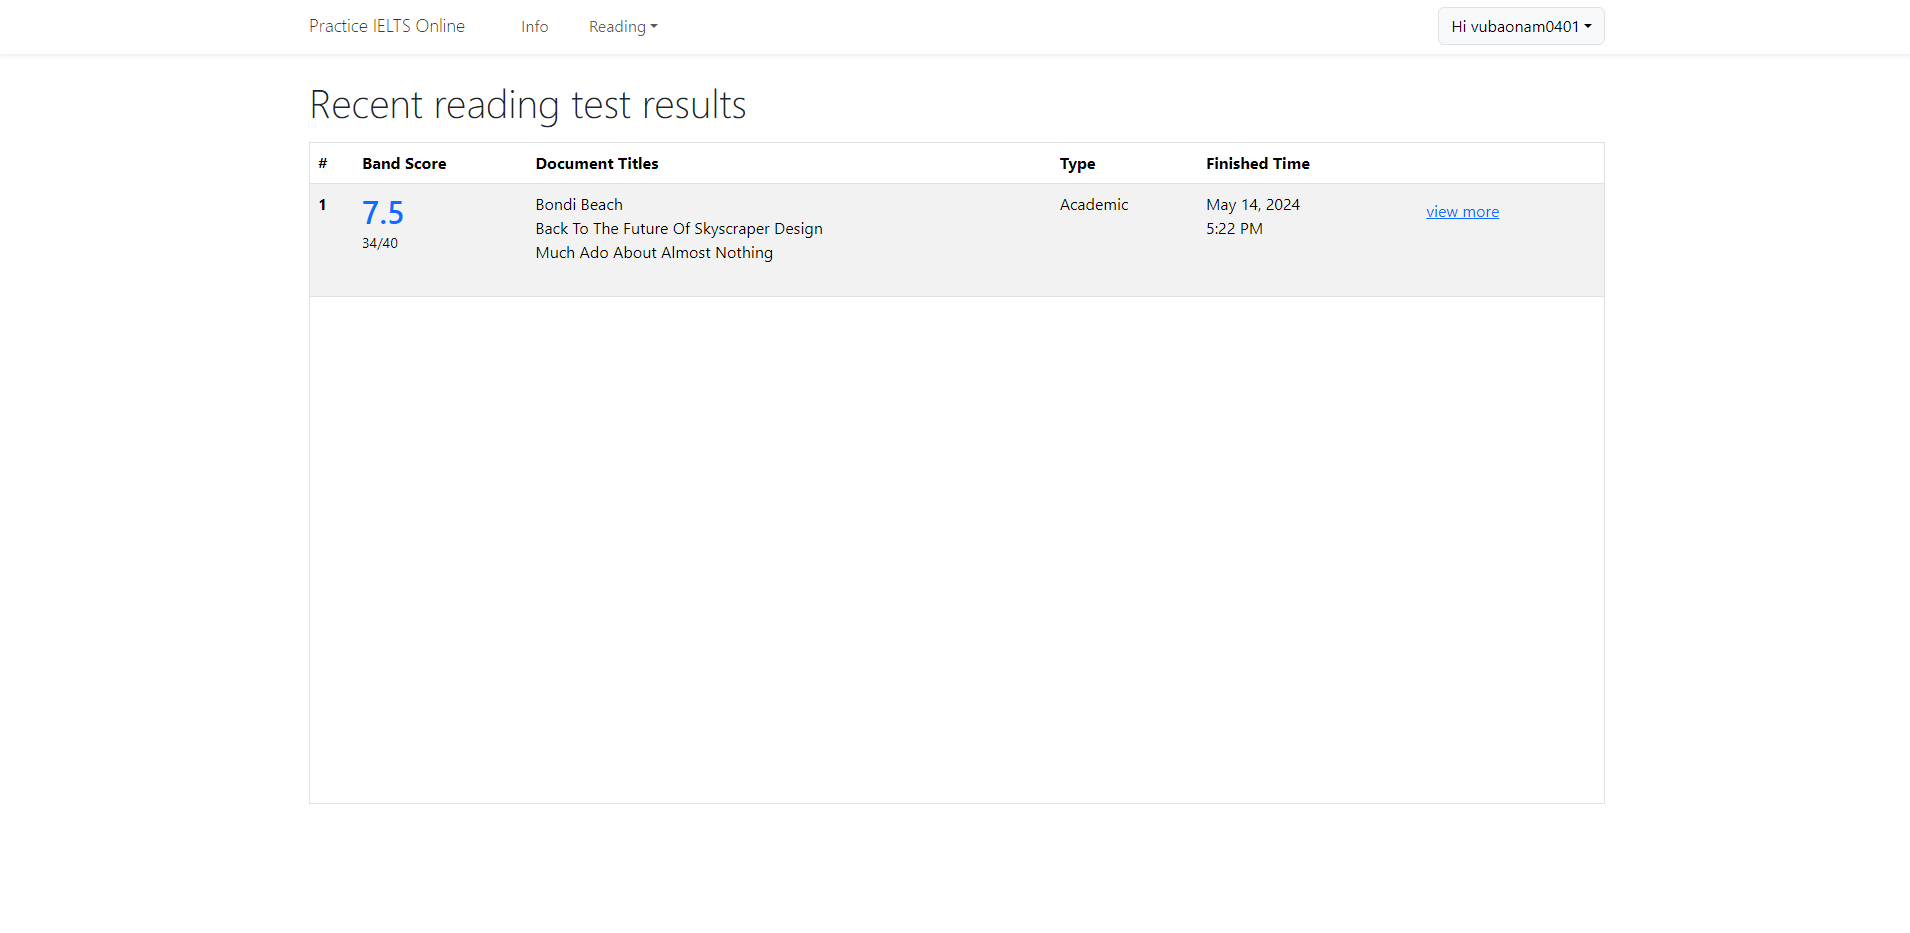 Practice IELTS Online Info Reading Hi vubaonam0401
Recent reading test results
# Band Score Document Titles Type Finished Time
1 7.5 Bondi Beach Academic May 14, 2024 view more
34/40 Back To The Future Of Skyscraper Design 5:22 PM
Much Ado About Almost Nothing